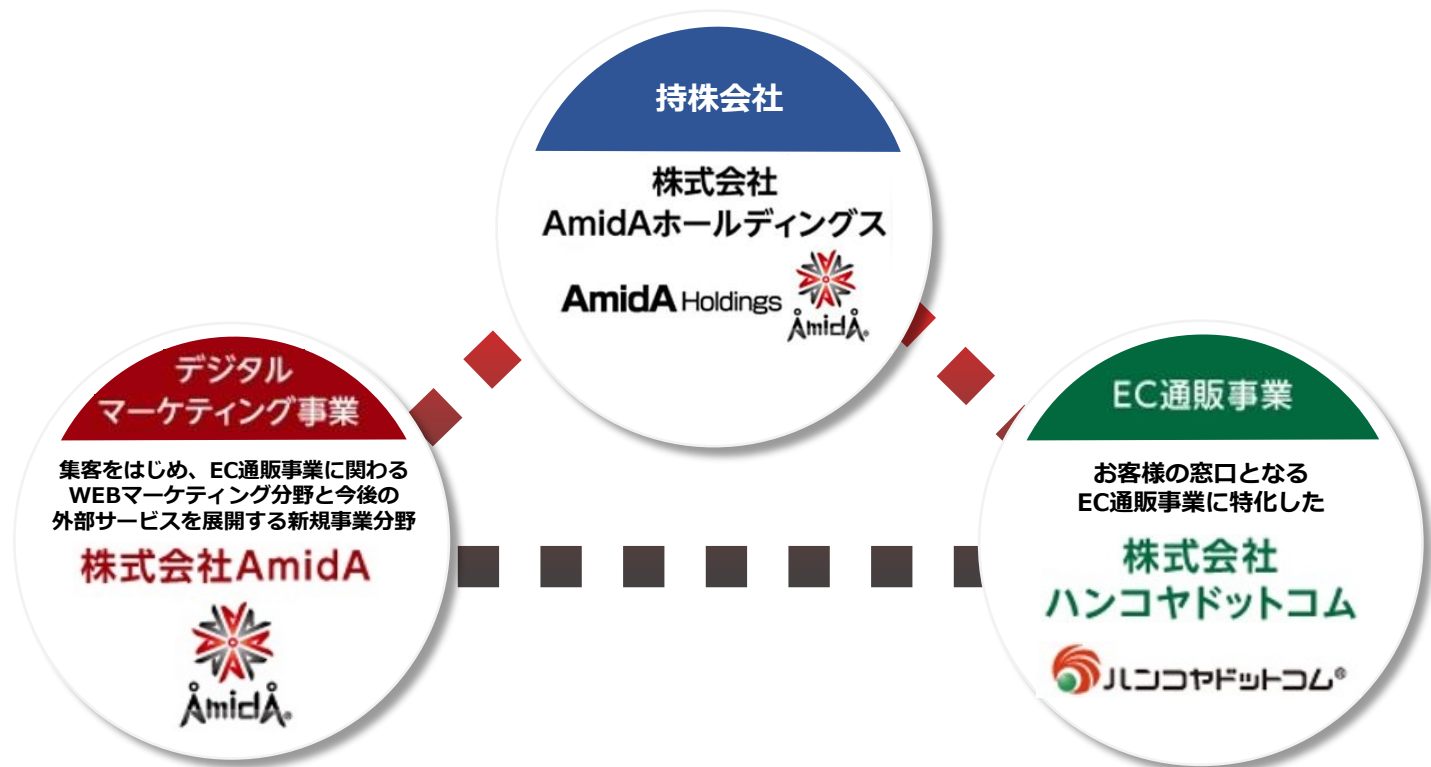 持株会社
株式会社
AmidAホールディングス
AmidA Holdings
ÅmidÅ®
デジタル
マーケティング事業
集客をはじめ、EC通販事業に関わる
WEBマーケティング分野と今後の
外部サービスを展開する新規事業分野
株式会社AmidA
ÅmidÅ®
EC通販事業
お客様の窓口となる
EC通販事業に特化した
株式会社
ハンコヤドットコム
ハンコヤドットコム®